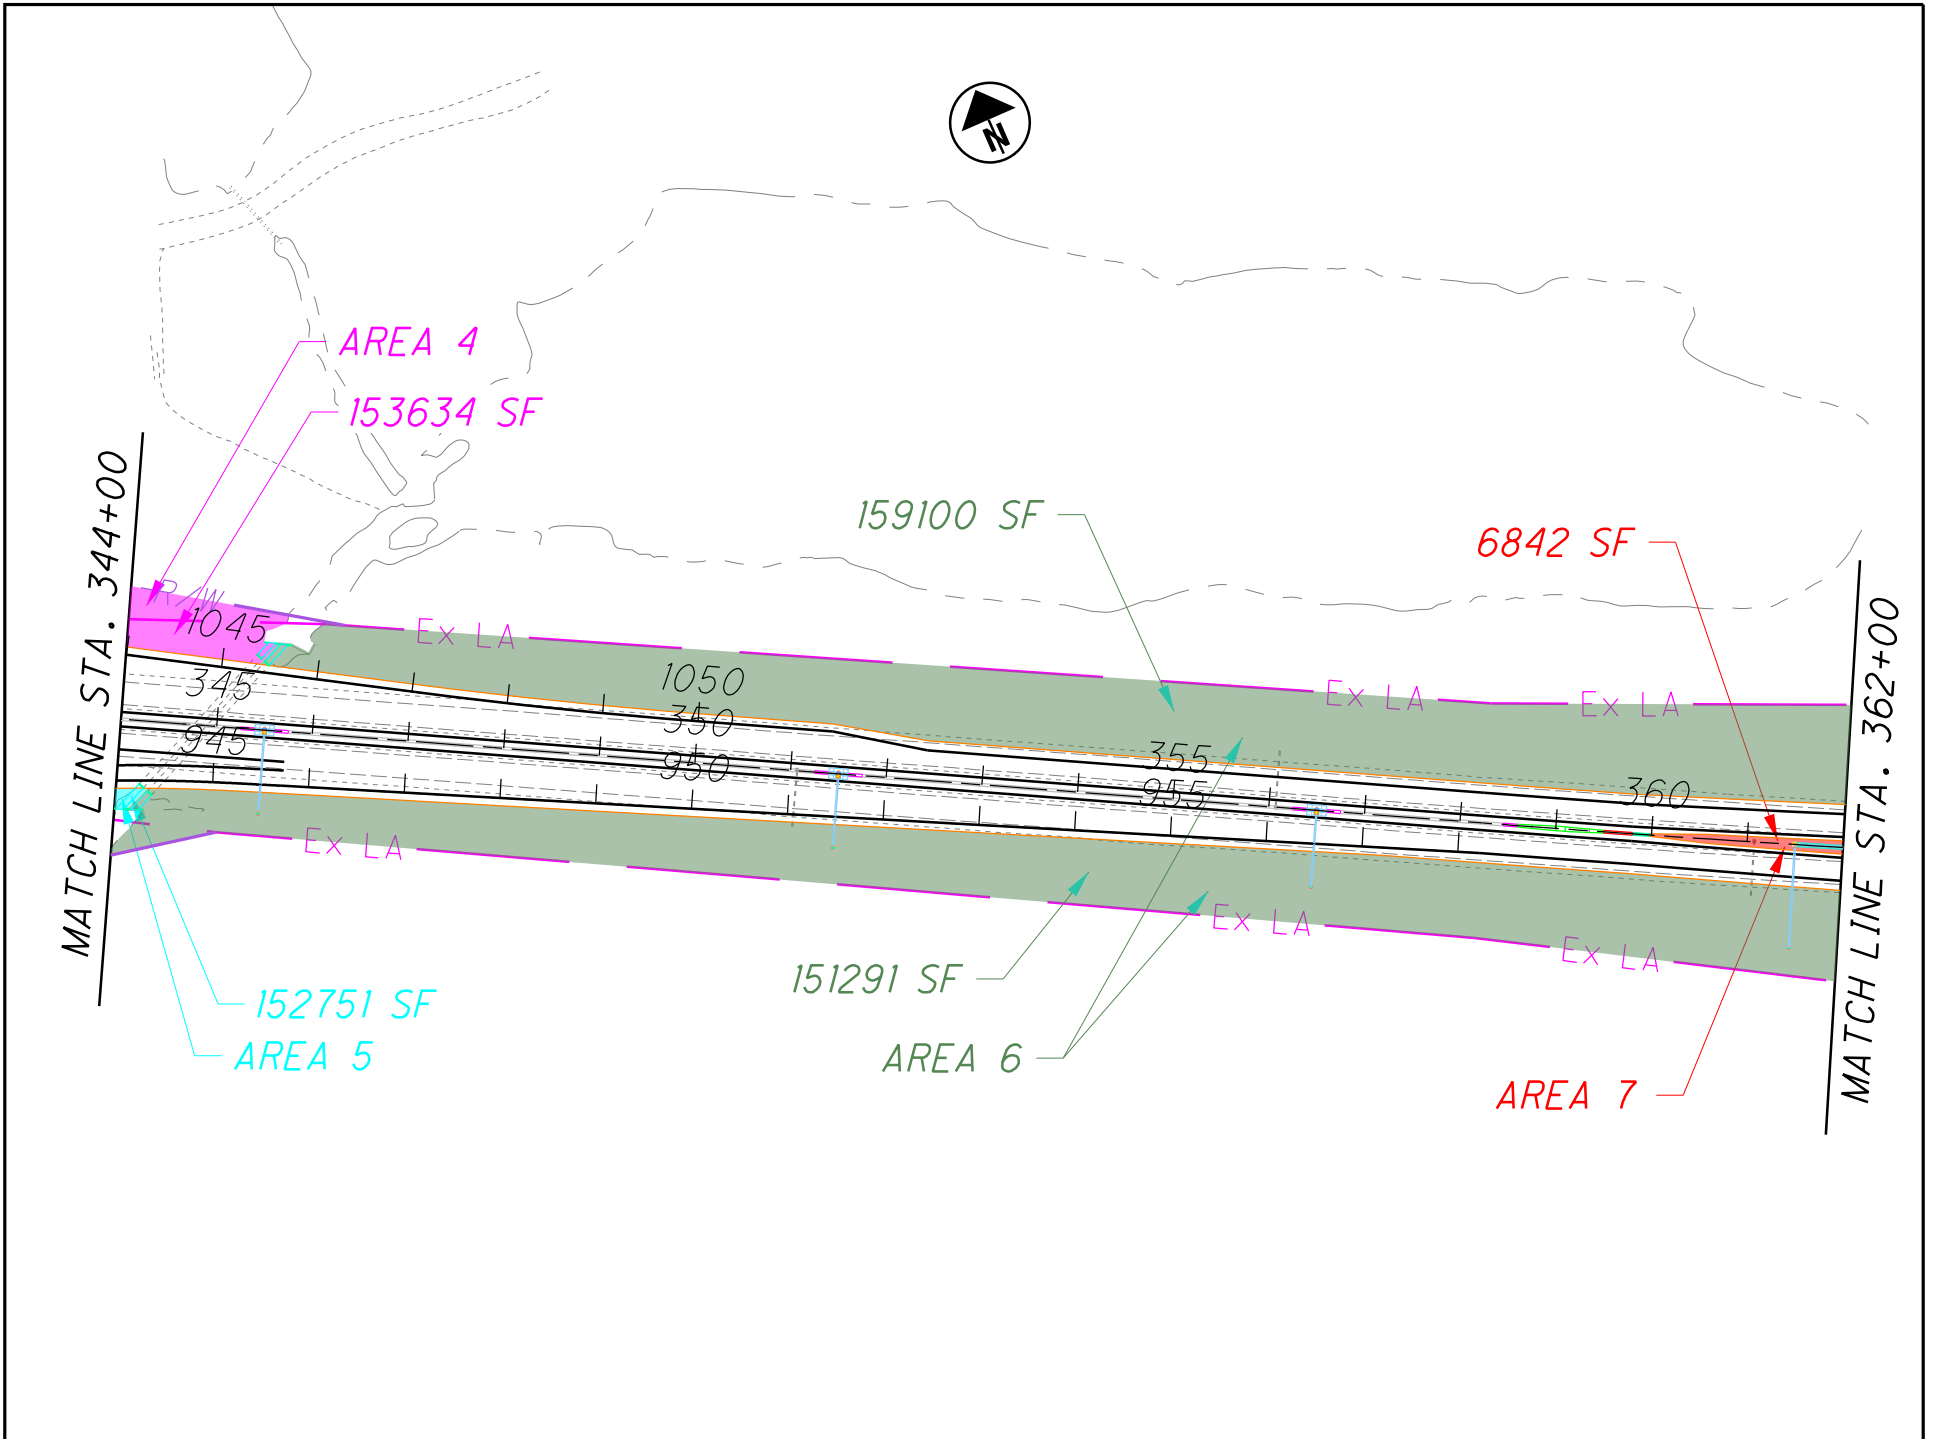 N
AREA 4
153634 SF
MATCH LINE STA. 344+00
159100 SF
6842 SF
R/W
1045
Ex LA
1050
Ex LA
Ex LA
MATCH LINE STA. 362+00
345
350
355
360
945
950
955
Ex LA
Ex LA
Ex LA
151291 SF
152751 SF
AREA 5
AREA 6
AREA 7